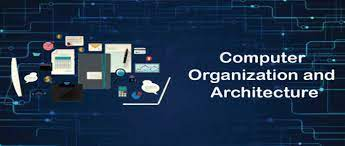 Computer
Organization and
Architecture